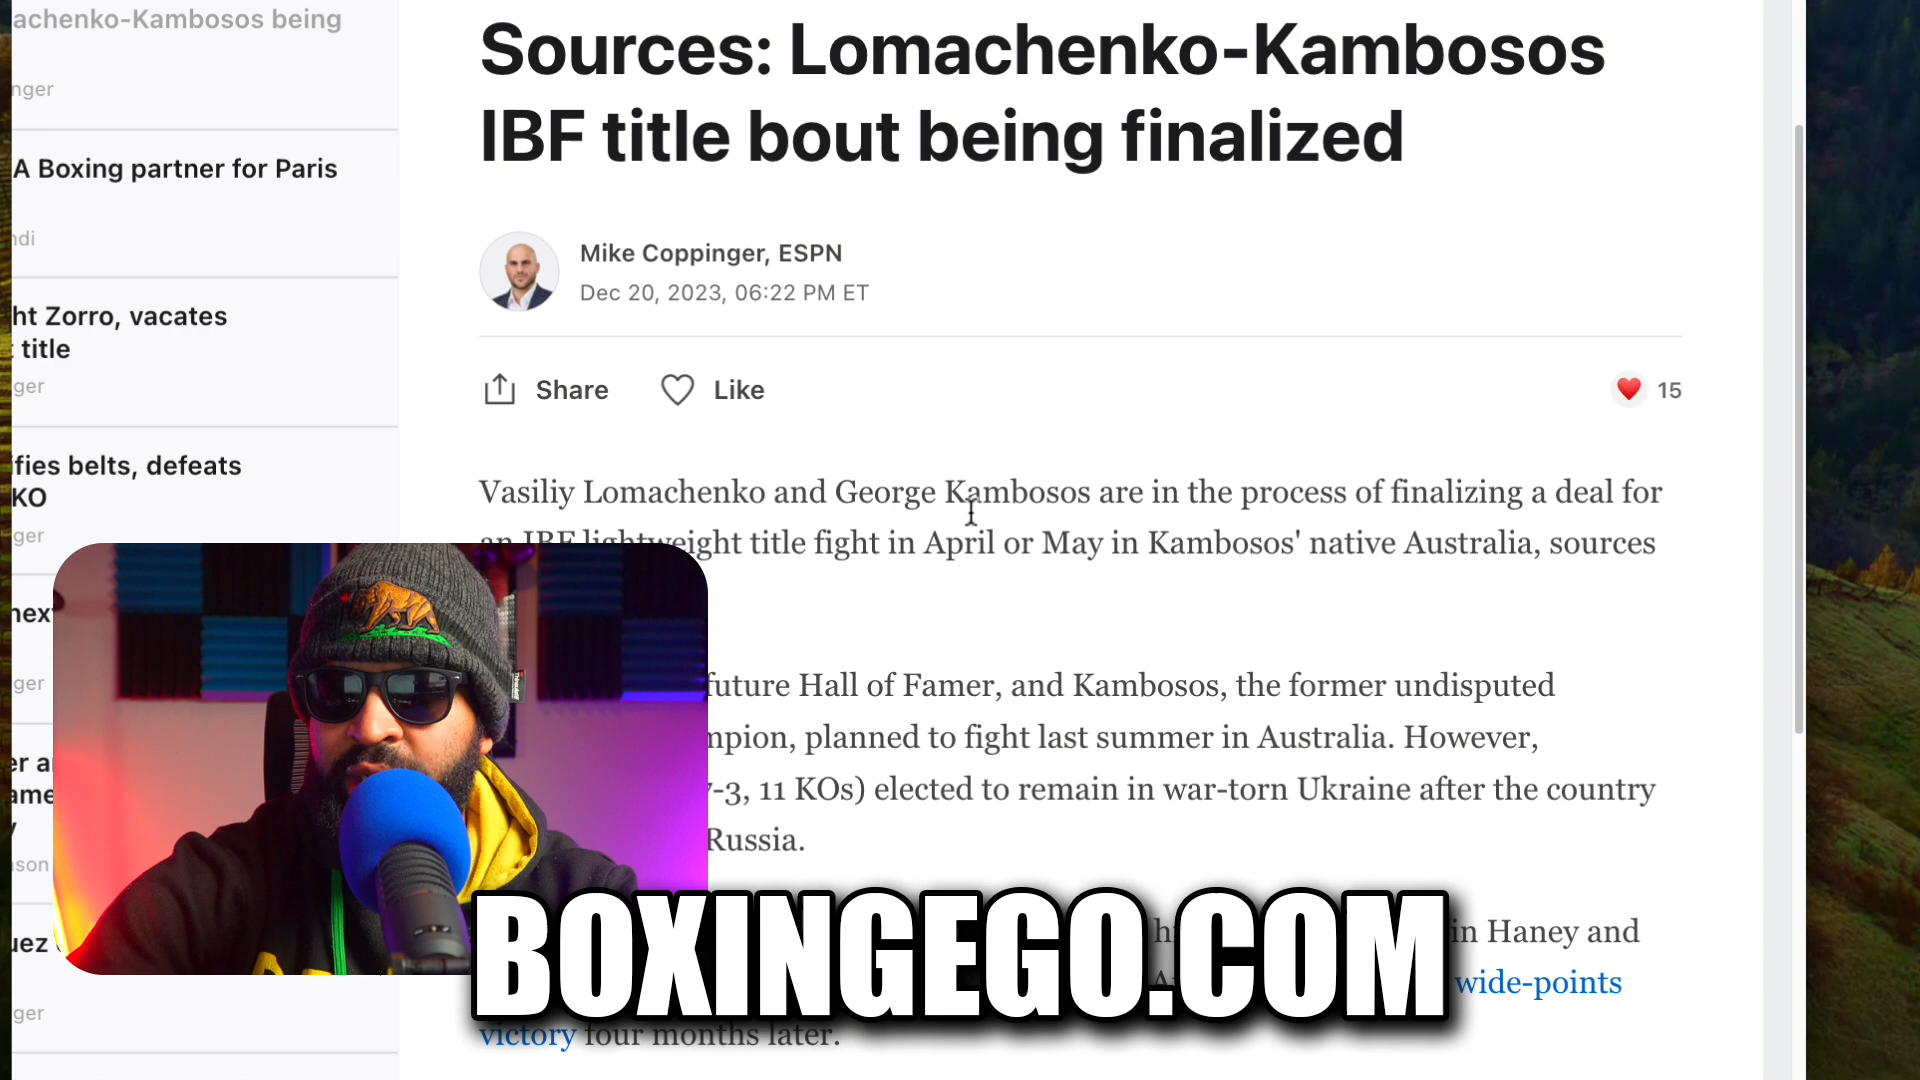 achenko-Kambosos being
nger
A Boxing partner for Paris
ndi
ht Zorro, vacates
title
ger
fies belts, defeats
KO
ger
nex
ger
er a
ame
son
uez
ger
Sources: Lomachenko-Kambosos
IBF title bout being finalized
Mike Coppinger, ESPN
Dec 20, 2023, 06:22 PM ET
Share Like 15
Vasiliy Lomachenko and George Kambosos are in the process of finalizing a deal for
an IBF lightweight title fight in April or May in Kambosos' native Australia, sources
future Hall of Famer, and Kambosos, the former undisputed
mpion, planned to fight last summer in Australia. However,
-3, 11 KOs) elected to remain in war-torn Ukraine after the country
Russia.
in Haney and
wide-points
victory four months later.
BOXINGEGO.COM